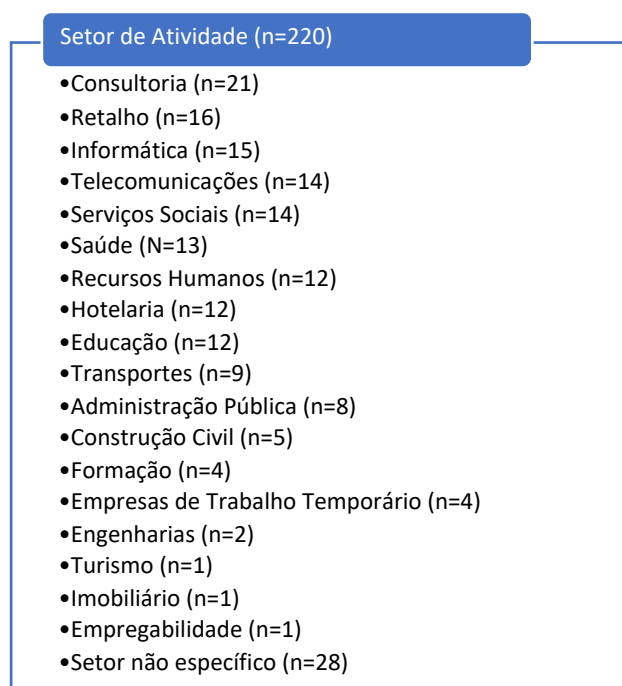 Setor de Atividade (n=220)
•Consultoria (n=21)
•Retalho (n=16)
•Informática (n=15)
•Telecomunicações (n=14)
•Serviços Sociais (n=14)
•Saúde (N=13)
•Recursos Humanos (n=12)
•Hotelaria (n=12)
•Educação (n=12)
•Transportes (n=9)
•Administração Pública (n=8)
•Construção Civil (n=5)
•Formação (n=4)
•Empresas de Trabalho Temporário (n=4)
•Engenharias (n=2)
•Turismo (n=1)
•Imobiliário (n=1)
•Empregabilidade (n=1)
•Setor não específico (n=28)